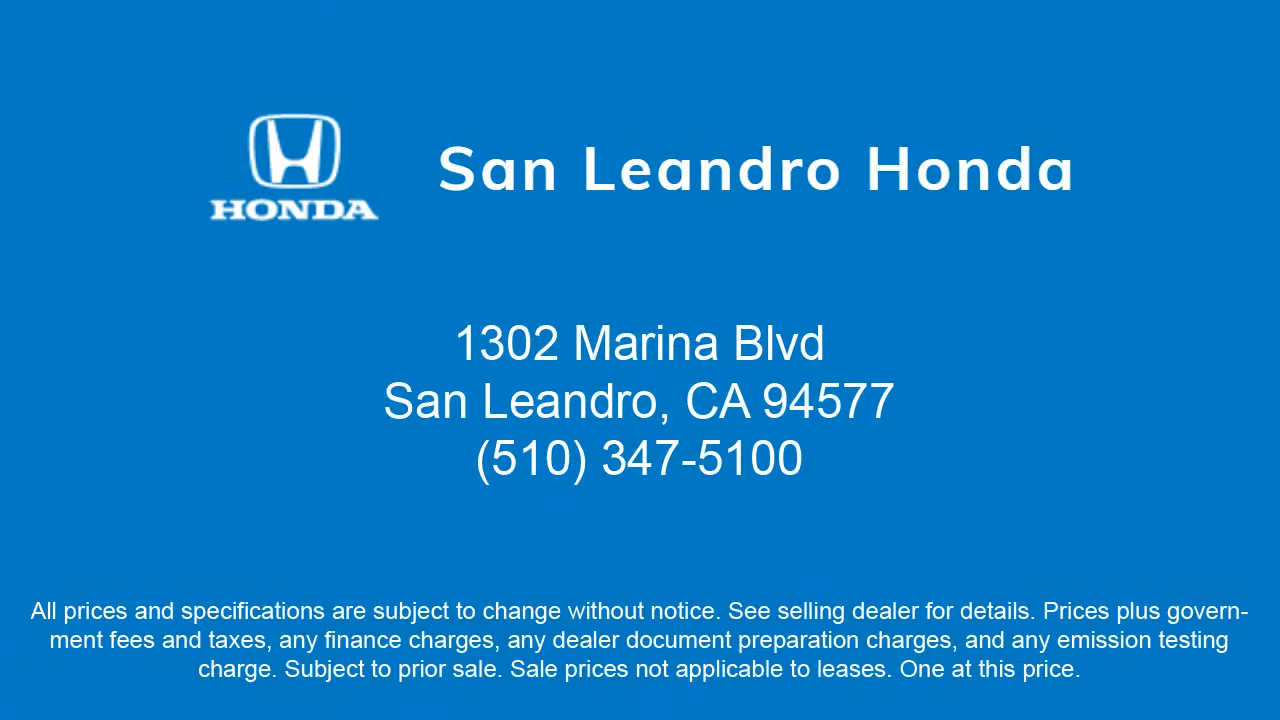 HONDA
San Leandro Honda
1302 Marina Blvd
San Leandro, CA 94577
(510) 347-5100
All prices and specifications are subject to change without notice. See selling dealer for details. Prices plus govern-
ment fees and taxes, any finance charges, any dealer document preparation charges, and any emission testing
charge. Subject to prior sale. Sale prices not applicable to leases. One at this price.